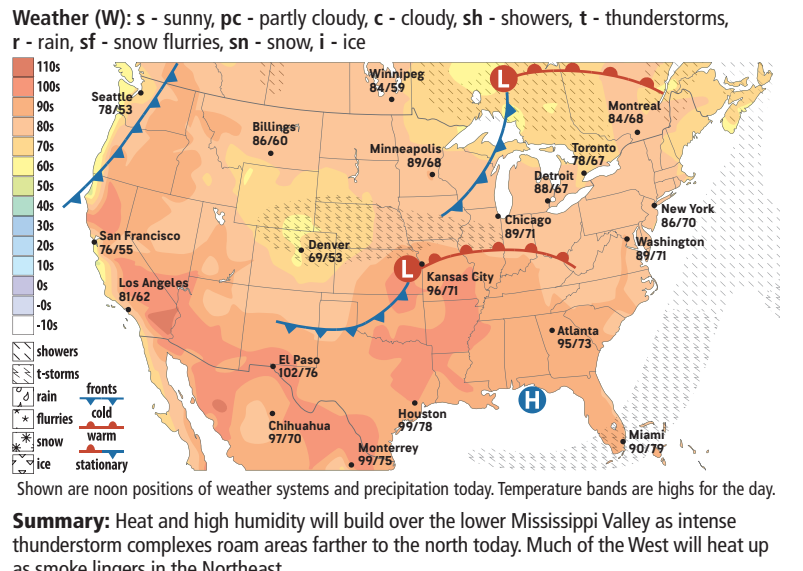 Weather (W): s - sunny, pc - partly cloudy, c - cloudy, sh - showers, t - thunderstorms,
r - rain, sf - snow flurries, sn - snow, i - ice
110s
100s
90s
80s
70s
60s
50s
40s
30s
20s
10s
0s
-0s
-10s
showers
t-storms
rain
flurries
snow
ice
fronts
cold
warm
stationary
Seattle
78/53
Billings
86/60
Winnipeg
84/59
Minneapolis
89/68
L
Montreal
84/68
Toronto
78/67
Detroit
88/67
New York
86/70
Chicago
89/71
Washington
89/71
San Francisco
76/55
Denver
69/53
L
Kansas City
96/71
Los Angeles
81/62
Atlanta
95/73
El Paso
102/76
H
Houston
99/78
Chihuahua
97/70
Miami
90/79
Monterrey
99/75
Shown are noon positions of weather systems and precipitation today. Temperature bands are highs for the day.
Summary: Heat and high humidity will build over the lower Mississippi Valley as intense
thunderstorm complexes roam areas farther to the north today. Much of the West will heat up
as smoke lingers in the Northeast